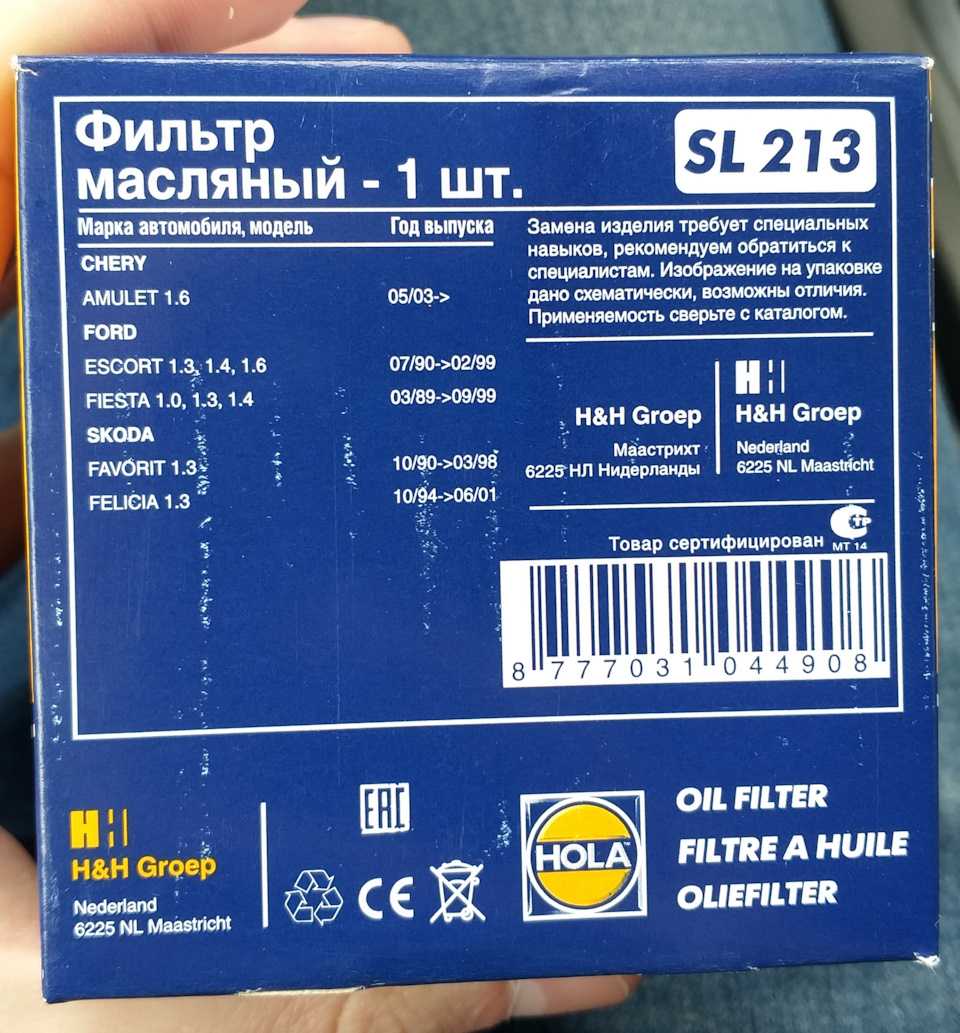 Фильтр
масляный - 1 шт.
SL 213
Марка автомобиля, модель Год выпуска
CHERY
AMULET 1.6 05/03->
FORD
ESCORT 1.3, 1.4, 1.6 07/90->02/99
FIESTA 1.0, 1.3, 1.4 03/89->09/99
SKODA
FAVORIT 1.3 10/90->03/98
FELICIA 1.3 10/94->06/01
Замена изделия требует специальных
навыков, рекомендуем обратиться к
специалистам. Изображение на упаковке
дано схематически, возможны отличия.
Применяемость сверьте с каталогом.
H&H Groep
Маастрихт
6225 НЛ Нидерланды
H&H Groep
Nederland
6225 NL Maastricht
Товар сертифицирован
МТ 14
8 777031 044908
H&H Groep
Nederland
6225 NL Maastricht
EAC
CE
HOLA™
OIL FILTER
FILTRE A HUILE
OLIEFILTER